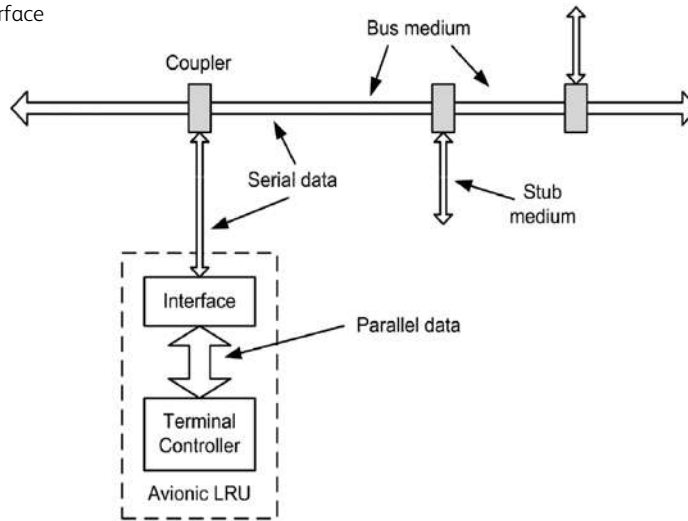 rface
Bus medium
Coupler
Serial data
Stub
medium
Interface
Parallel data
Terminal
Controller
Avionic LRU